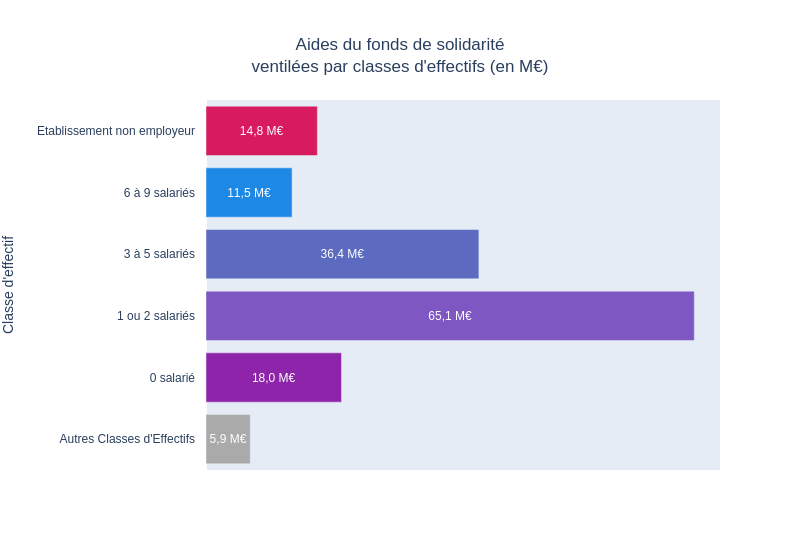 Aides du fonds de solidarité
ventilées par classes d'effectifs (en M€)
Classe d'effectif
Etablissement non employeur
14,8 M€
6 à 9 salariés
11,5 M€
3 à 5 salariés
36,4 M€
1 ou 2 salariés
65,1 M€
0 salarié
18,0 M€
Autres Classes d'Effectifs
5,9 M€